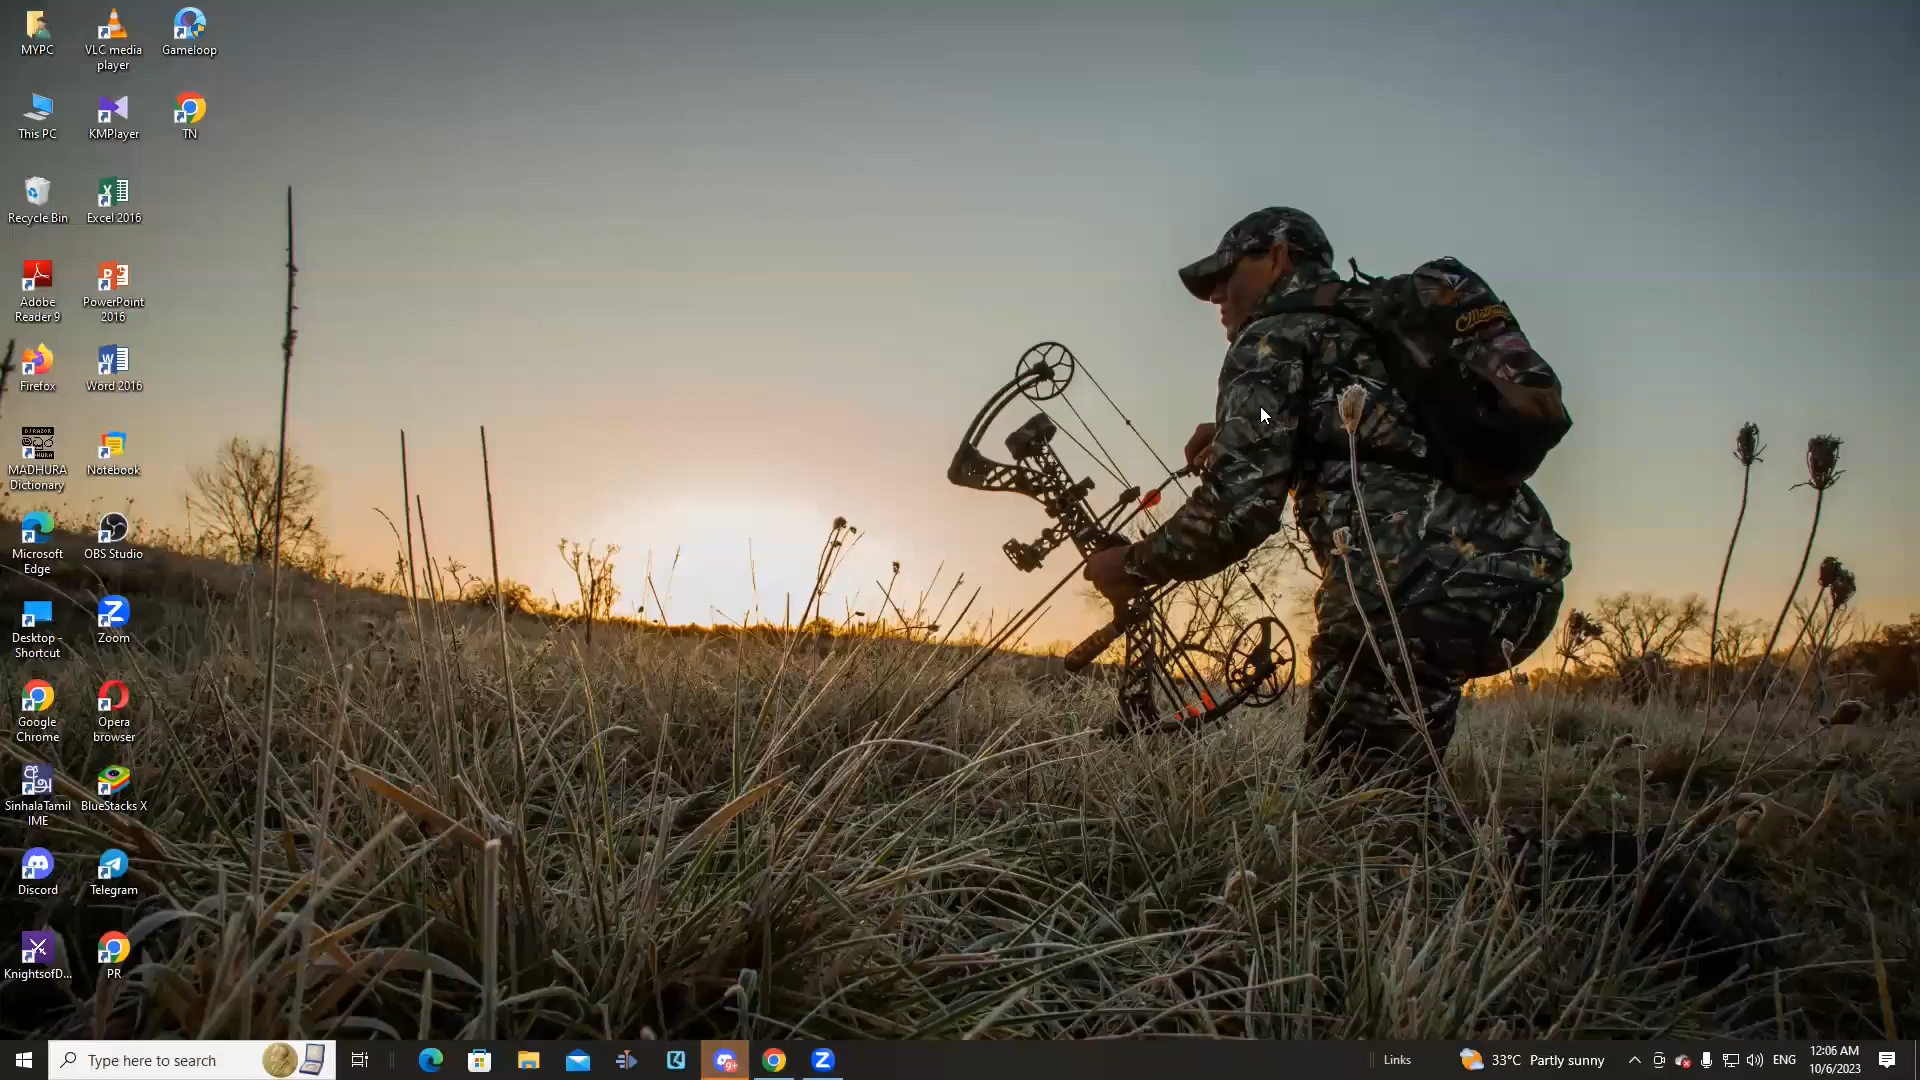 MYPC
VLC media
player
Gameloop
This PC
KMPlayer
TN
Recycle Bin
Excel 2016
Adobe
Reader 9
PowerPoint
2016
Firefox
Word 2016
MADHURA
Dictionary
Notebook
Microsoft
Edge
OBS Studio
Desktop -
Shortcut
Zoom
Google
Chrome
Opera
browser
SinhalaTamil
IME
BlueStacks X
Discord
Telegram
KnightsofD...
PR
Type here to search
Links
33°C Partly sunny
ENG
12:06 AM
10/6/2023